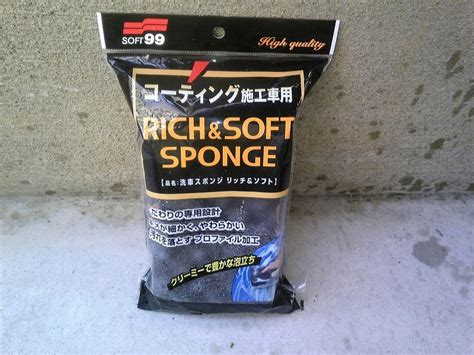 SOFT99
High quality
コーティング施工車用
RICH&SOFT
SPONGE
【品名:洗車スポンジ リッチ&ソフト】
だわりの専用設計
メが細かく、やわらかい
汚れを落とす プロファイル加工
クリーミーで豊かな泡立ち